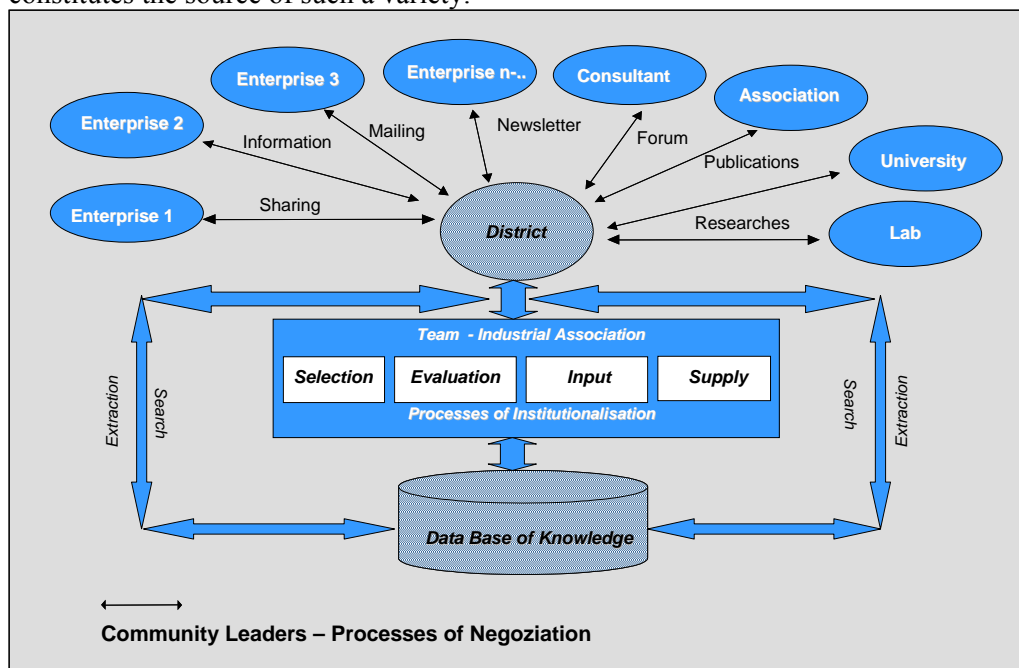 constitutes the source of such a variety.
Enterprise 3
Enterprise n-..
Consultant
Association
Enterprise 2
Mailing
Newsletter
Forum
Information
Publications
University
Enterprise 1
Sharing
District
Researches
Lab
Team - Industrial Association
Selection
Evaluation
Input
Supply
Processes of Institutionalisation
Extraction
Search
Search
Extraction
Data Base of Knowledge
Community Leaders – Processes of Negoziation